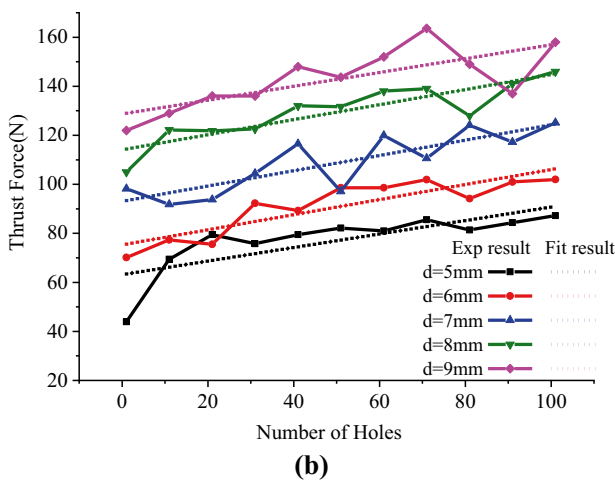 160
140
120
100
80
60
40
20
Thrust Force(N)
Exp result Fit result
d=5mm
d=6mm
d=7mm
d=8mm
d=9mm
0 20 40 60 80 100
Number of Holes
(b)